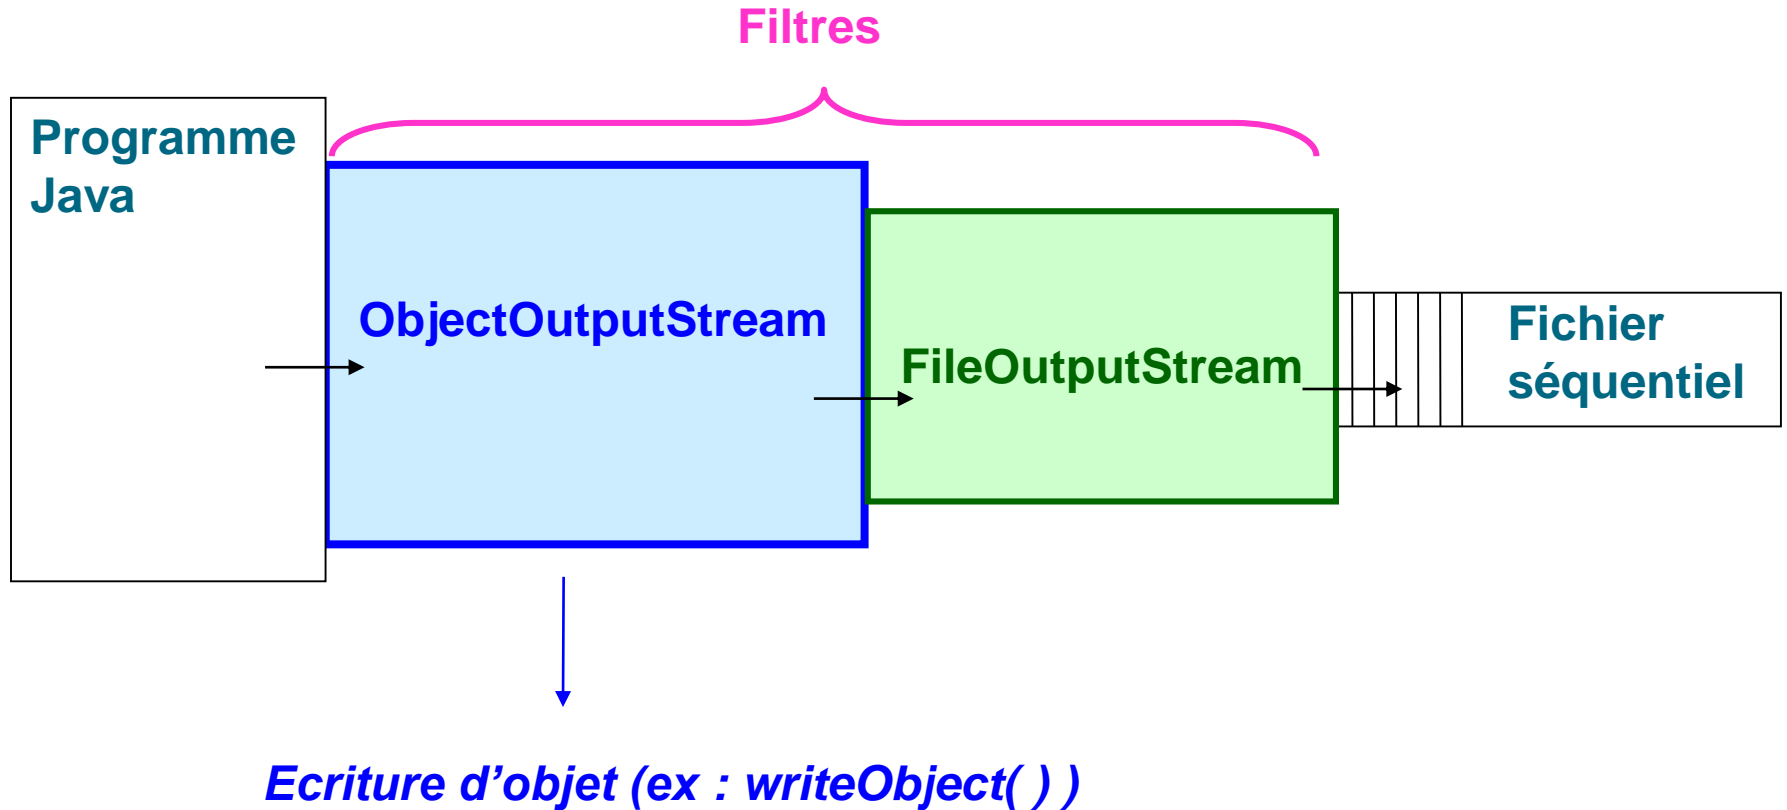 Filtres
Programme
Java
ObjectOutputStream
FileOutputStream
Fichier
séquentiel
Ecriture d’objet (ex : writeObject( ) )